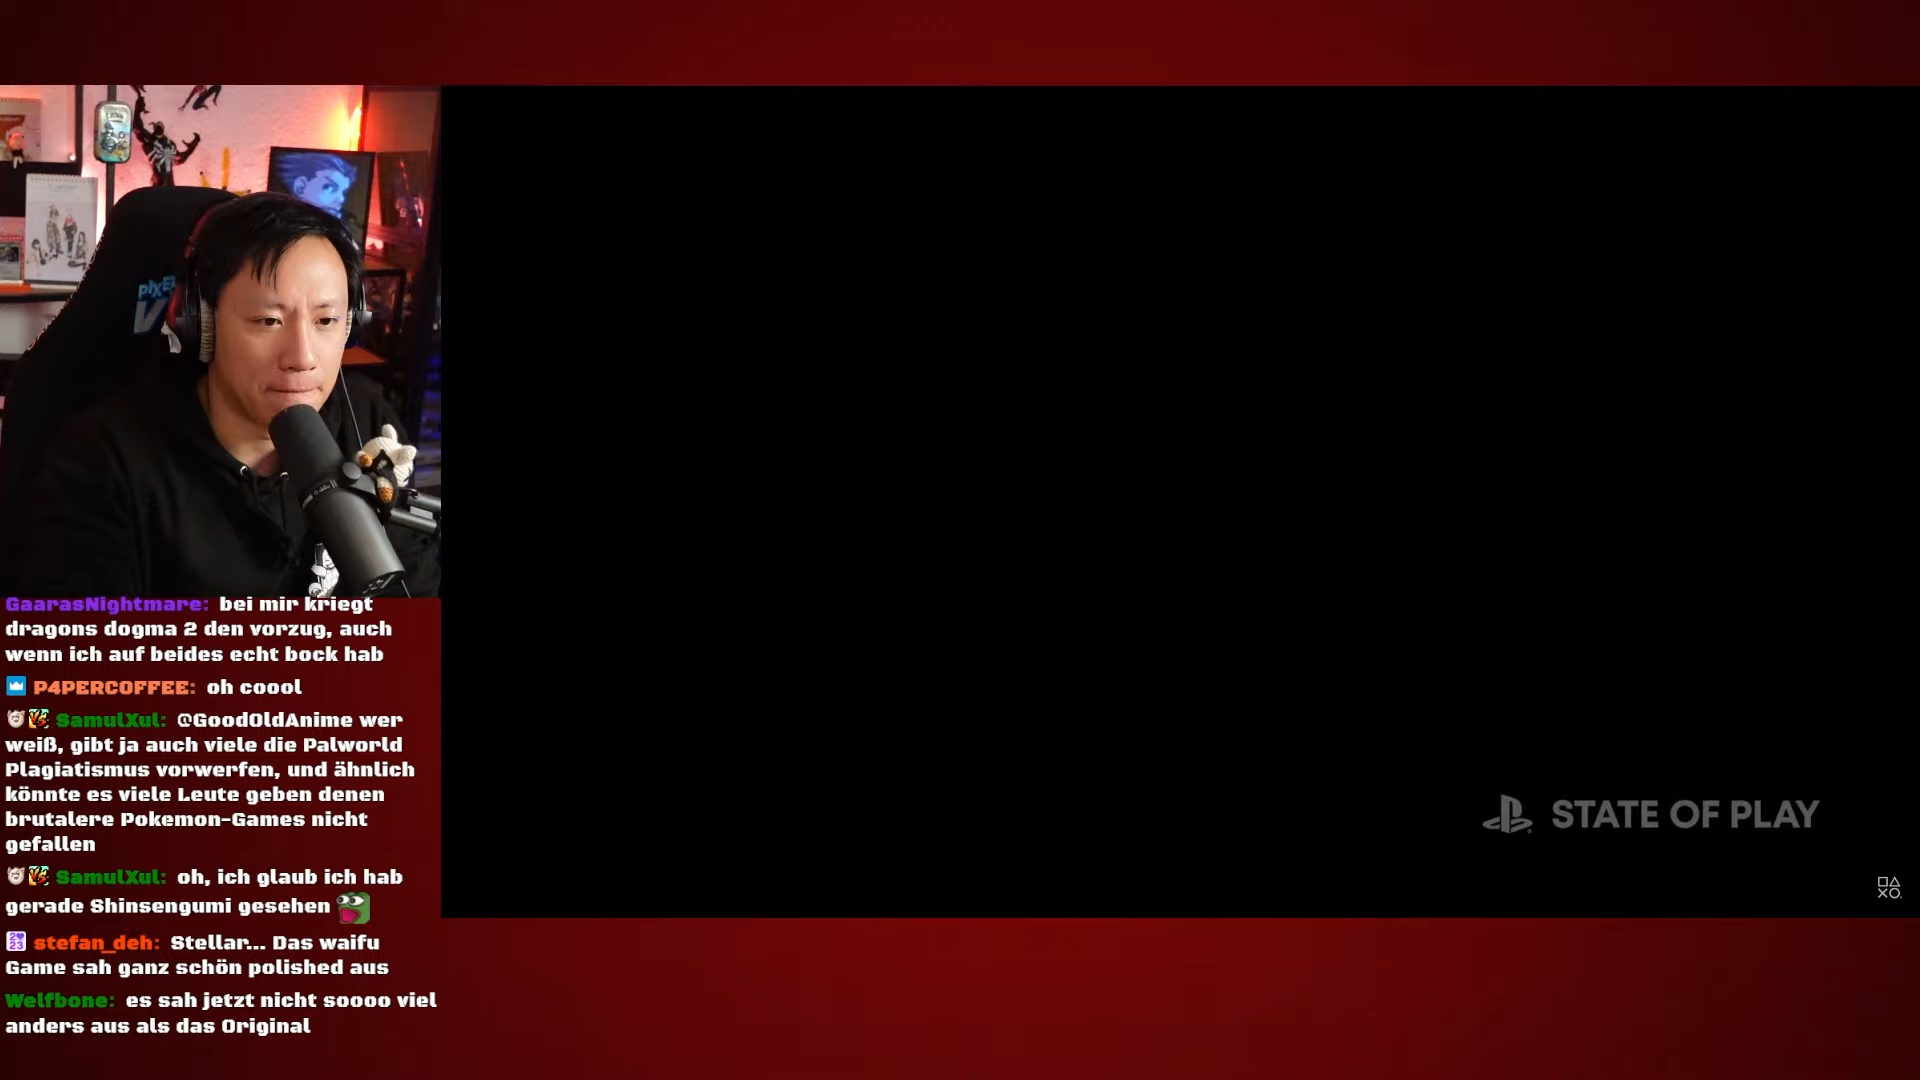 PIXEL
V
GaarasNightmare: bei mir kriegt
dragons dogma 2 den vorzug, auch
wenn ich auf beides echt bock hab
P4PERCOFFEE: oh coool
SamulXul: @GoodOldAnime wer
weiß, gibt ja auch viele die Palworld
Plagiatismus vorwerfen, und ähnlich
könnte es viele Leute geben denen
brutalere Pokemon-Games nicht
gefallen
SamulXul: oh, ich glaub ich hab
gerade Shinsengumi gesehen
stefan_deh: Stellar... Das waifu
Game sah ganz schön polished aus
Welfbone: es sah jetzt nicht soooo viel
anders aus als das Original
STATE OF PLAY